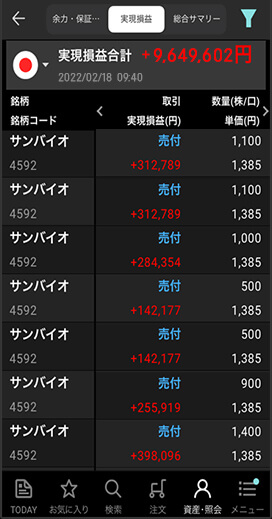 余力・保証… 実現損益 総合サマリー
実現損益合計 +9,649,602円
2022/02/18 09:40
銘柄 取引 数量(株/口)
銘柄コード 実現損益(円) 単価(円)
サンバイオ 売付 1,100
4592 +312,789 1,385
サンバイオ 売付 1,100
4592 +312,789 1,385
サンバイオ 売付 1,000
4592 +284,354 1,385
サンバイオ 売付 500
4592 +142,177 1,385
サンバイオ 売付 500
4592 +142,177 1,385
サンバイオ 売付 900
4592 +255,919 1,385
サンバイオ 売付 1,400
4592 +398,096 1,385
TODAY お気に入り 検索 注文 資産・照会 メニュー